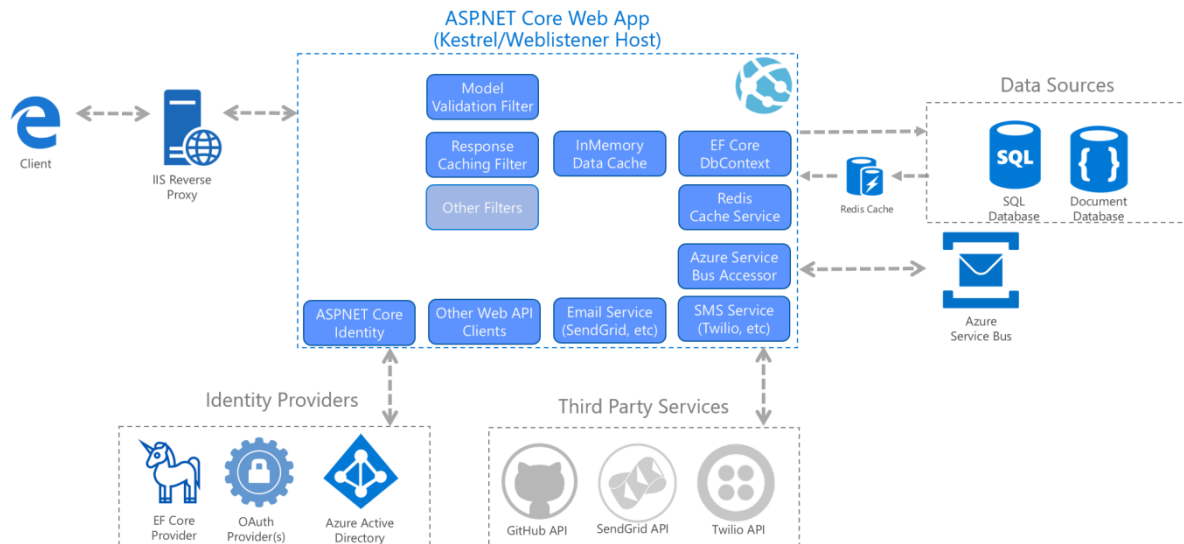 ASP.NET Core Web App
(Kestrel/Weblistener Host)
Model
Validation Filter
Response
Caching Filter
Other Filters
InMemory
Data Cache
EF Core
DbContext
Redis
Cache Service
Azure Service
Bus Accessor
ASPNET Core
Identity
Other Web API
Clients
Email Service
(SendGrid, etc)
SMS Service
(Twilio, etc)
Client
IIS Reverse
Proxy
Data Sources
SQL
SQL
Database
{ }
Document
Database
Redis Cache
Azure
Service Bus
Identity Providers
EF Core
Provider
OAuth
Provider(s)
Azure Active
Directory
Third Party Services
GitHub API
SendGrid API
Twilio API